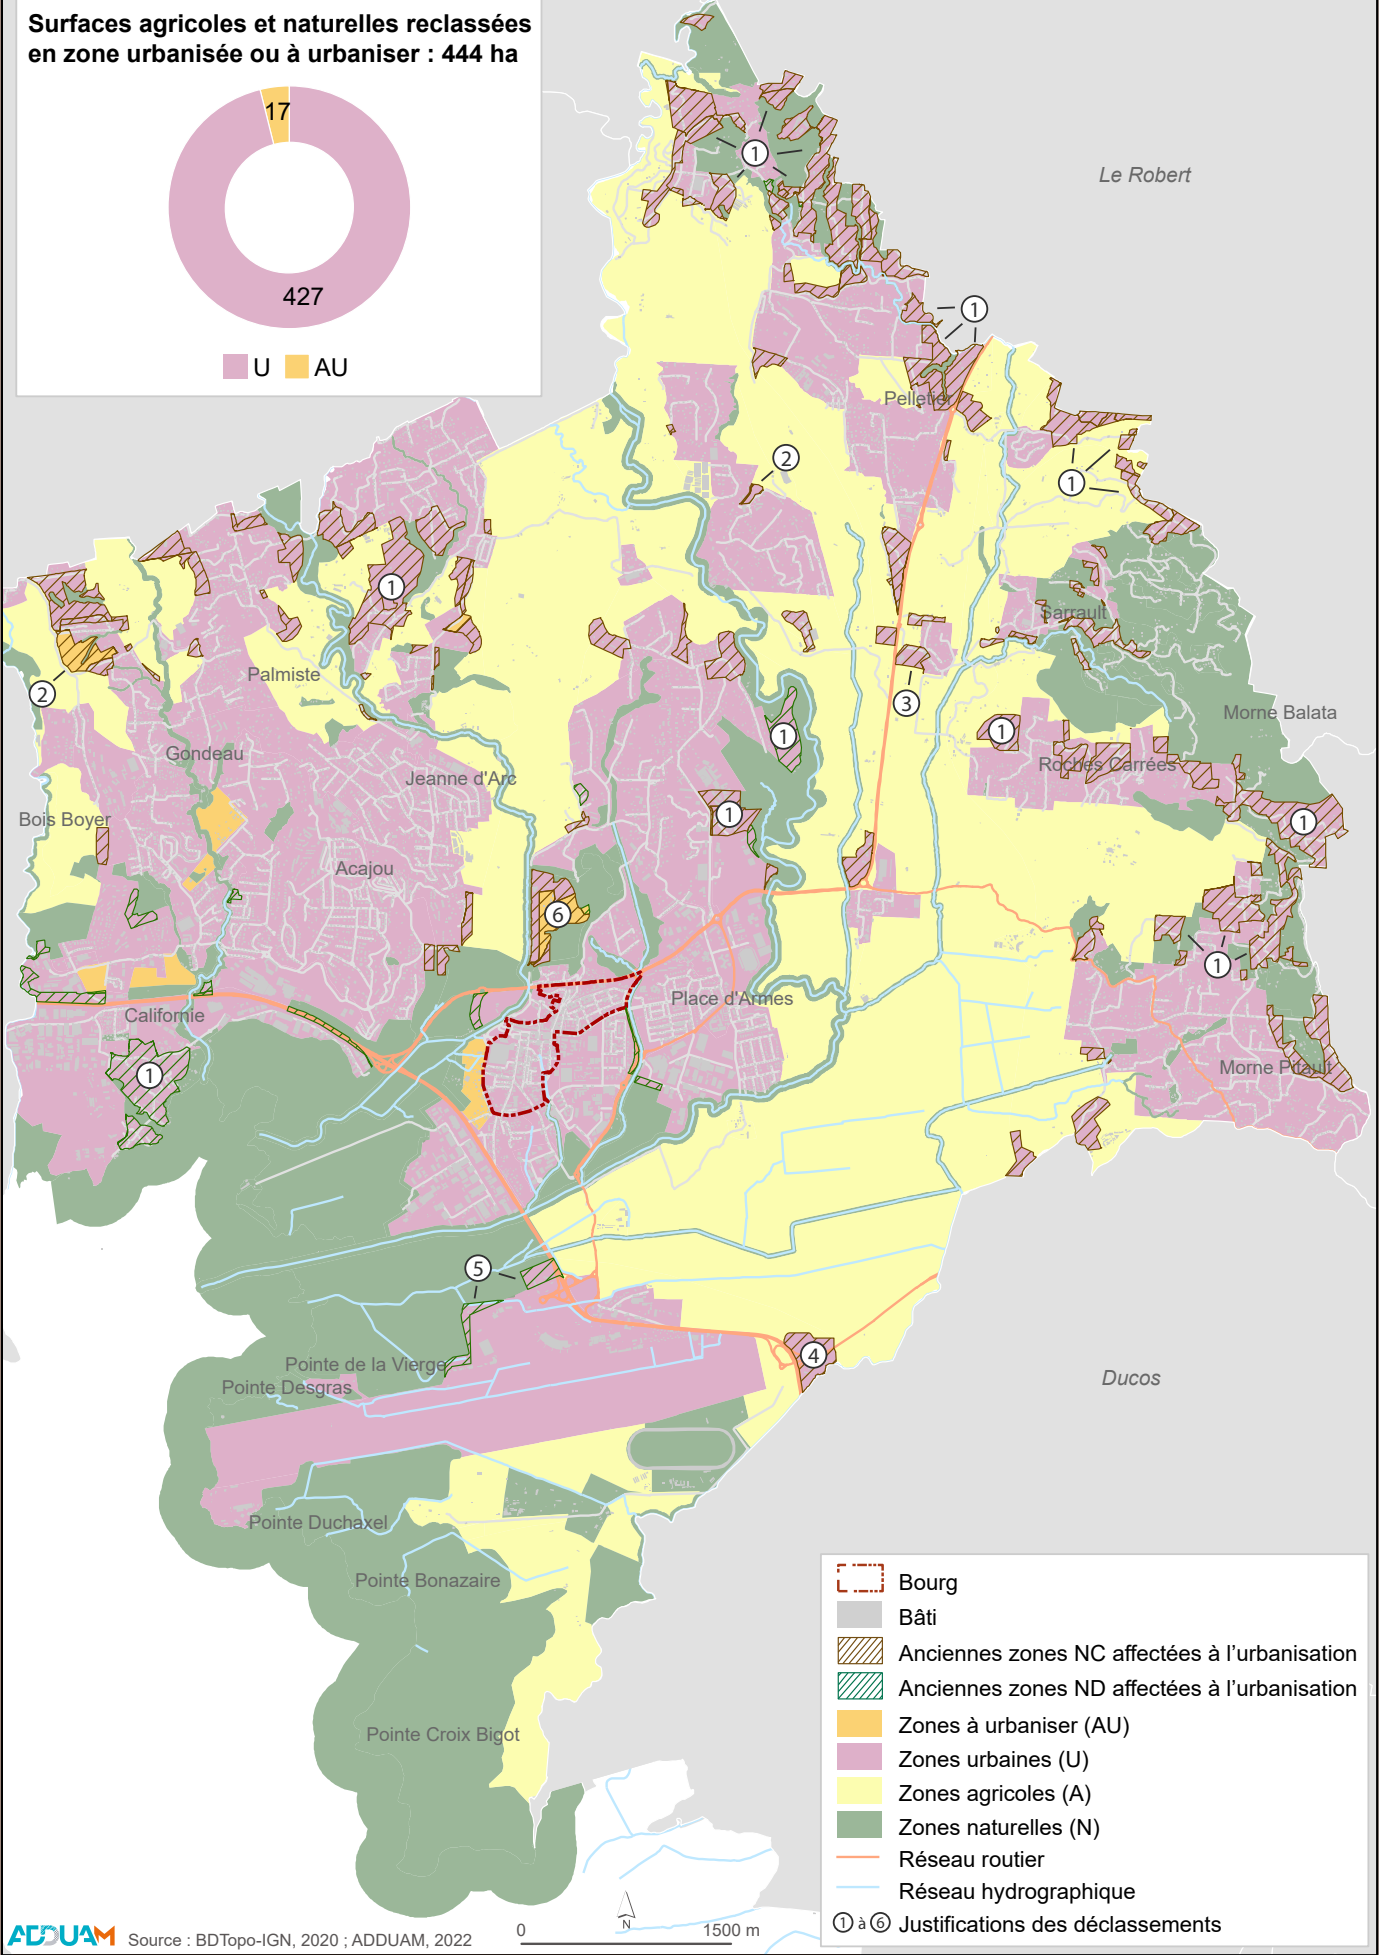 Surfaces agricoles et naturelles reclassées
en zone urbanisée ou à urbaniser : 444 ha
17
427
U AU
Le Robert
1
1
Pelletier
2
1
1
Sarrault
2
Palmiste
3
Morne Balata
1
1
Gondeau
Jeanne d'Arc
Roches Carrées
Bois Boyer
1
1
Acajou
6
1
Place d'Armes
Californie
1
Morne Pitault
5
4
Pointe de la Vierge
Pointe Desgras
Ducos
Pointe Duchaxel
Pointe Bonazaire
Pointe Croix Bigot
Bourg
Bâti
Anciennes zones NC affectées à l'urbanisation
Anciennes zones ND affectées à l'urbanisation
Zones à urbaniser (AU)
Zones urbaines (U)
Zones agricoles (A)
Zones naturelles (N)
Réseau routier
Réseau hydrographique
1 à 6 Justifications des déclassements
N
0 1500 m
ADDUAM Source : BDTopo-IGN, 2020 ; ADDUAM, 2022